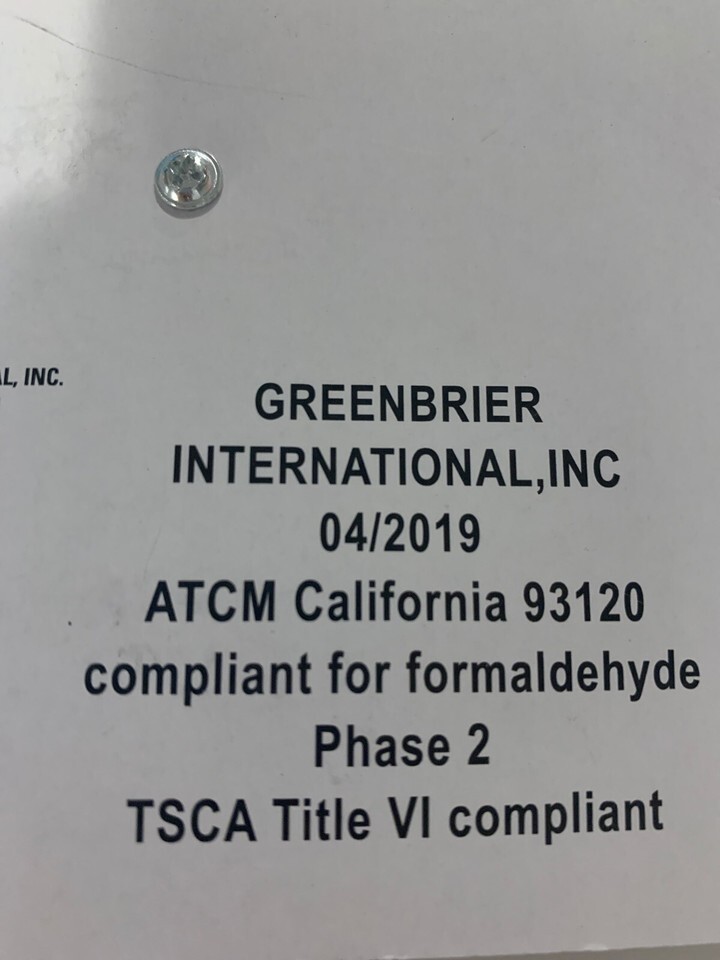 L, INC.
GREENBRIER
INTERNATIONAL,INC
04/2019
ATCM California 93120
compliant for formaldehyde
Phase 2
TSCA Title VI compliant